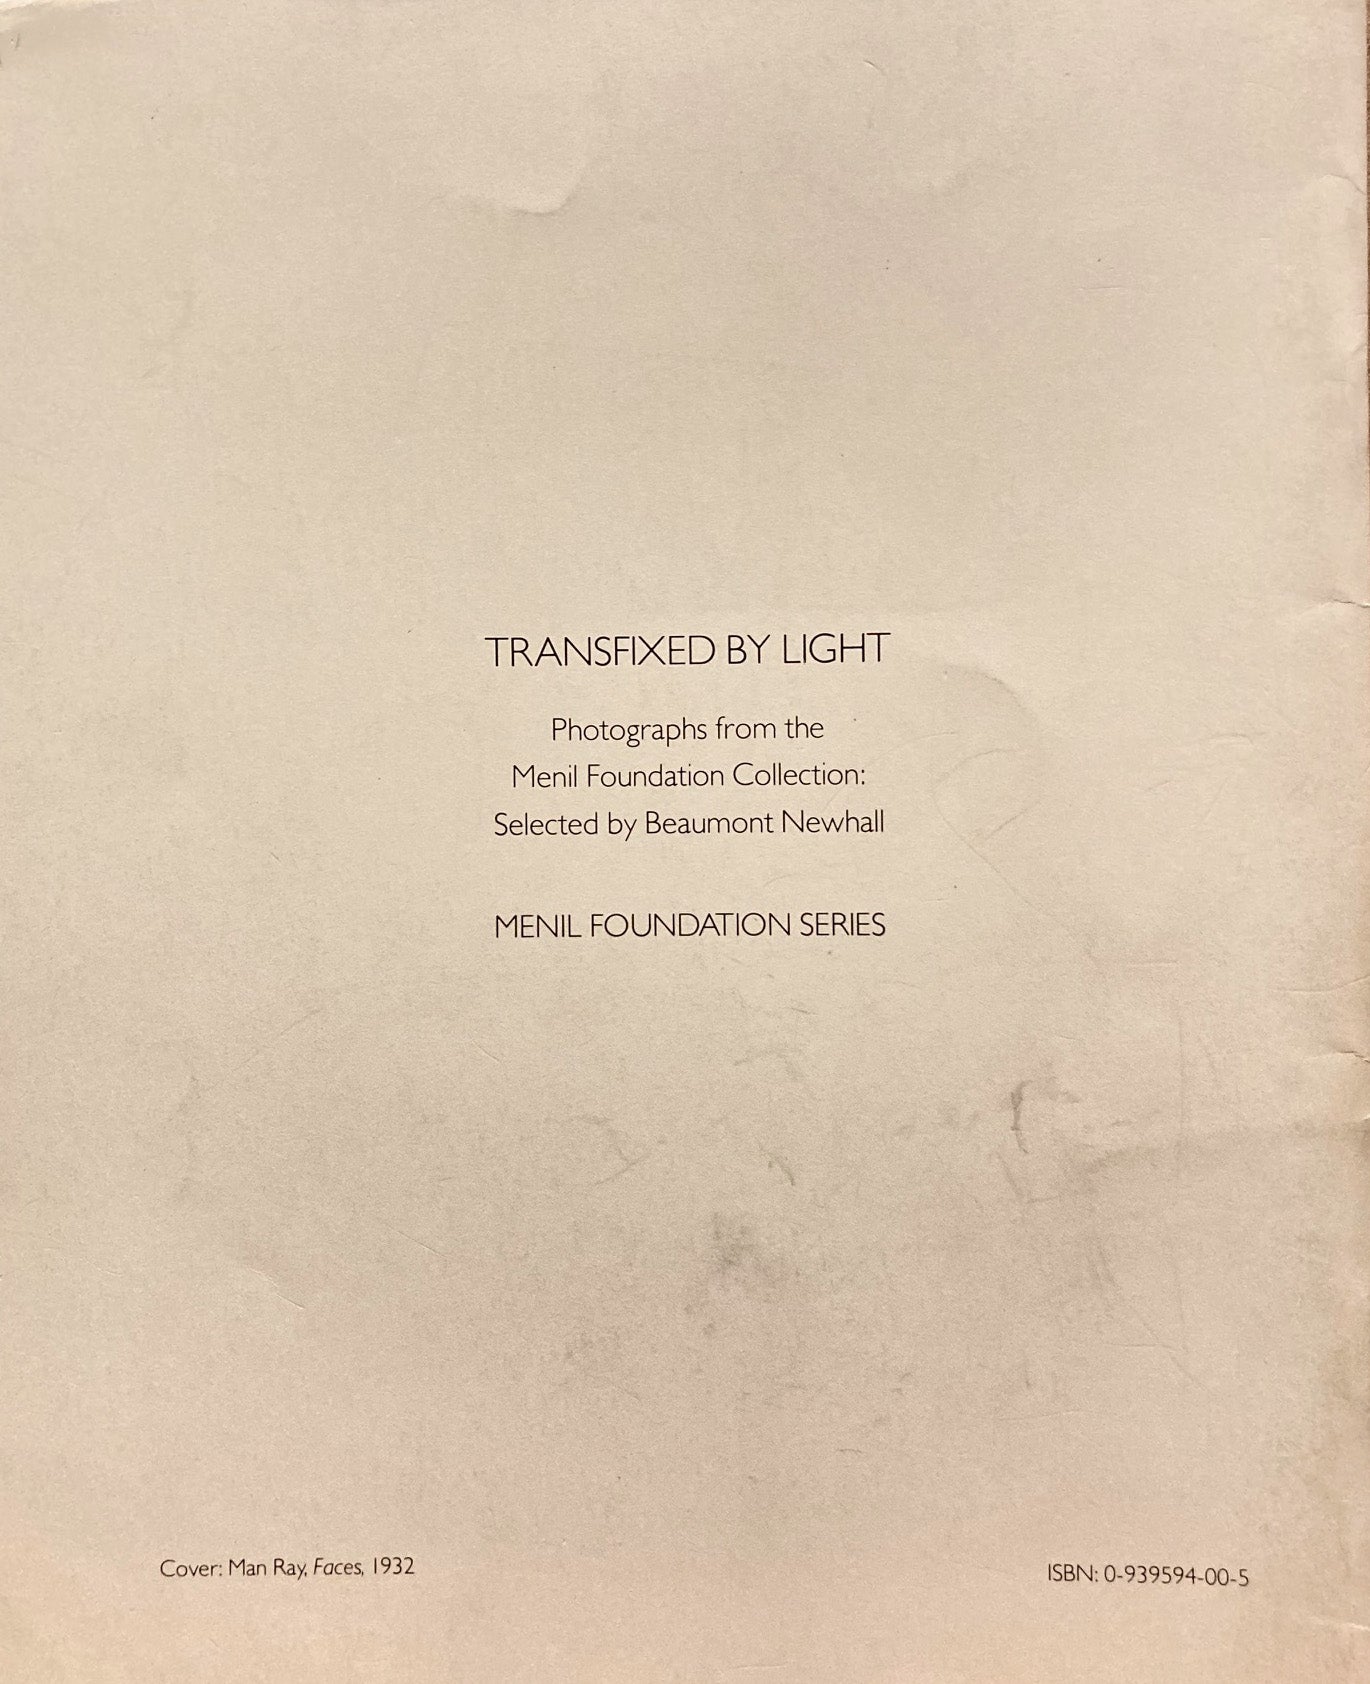 TRANSFIXED BY LIGHT
Photographs from the
Menil Foundation Collection:
Selected by Beaumont Newhall
MENIL FOUNDATION SERIES
Cover: Man Ray, Faces, 1932
ISBN: 0-939594-00-5